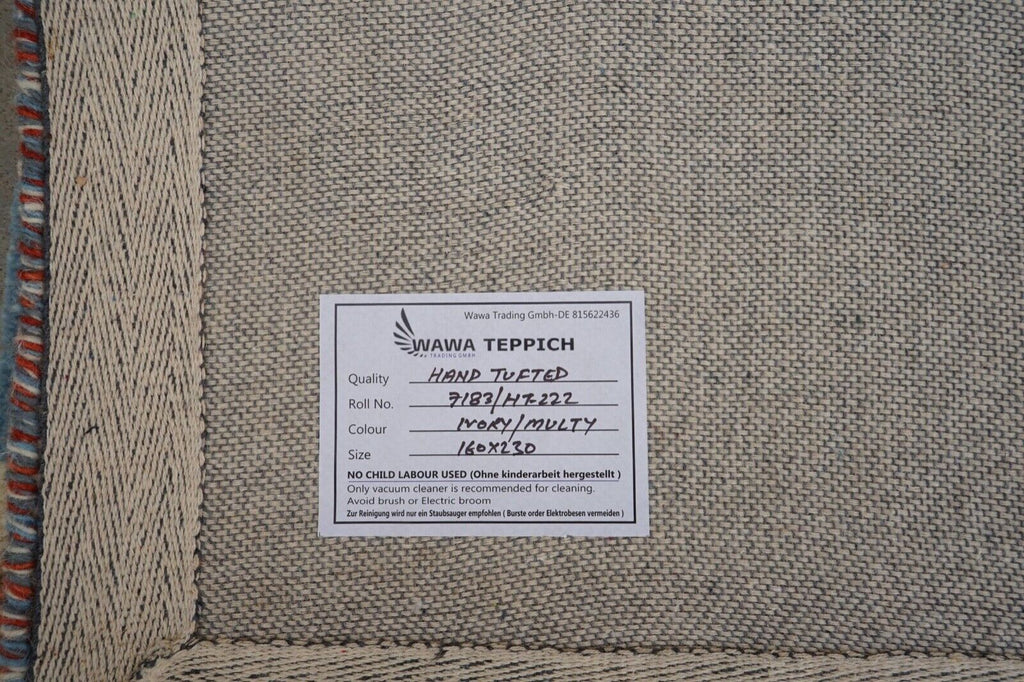 Wawa Trading Gmbh-DE 815622436
WAWA TEPPICH
TRADING GMBH
Quality HAND TUFTED
Roll No. 7183/HT-222
Colour IVORY/MULTY
Size 160X230
NO CHILD LABOUR USED (Ohne kinderarbeit hergestellt )
Only vacuum cleaner is recommended for cleaning.
Avoid brush or Electric broom
Zur Reinigung wird nur ein Staubsauger empfohlen ( Burste order Elektrobesen vermeiden )